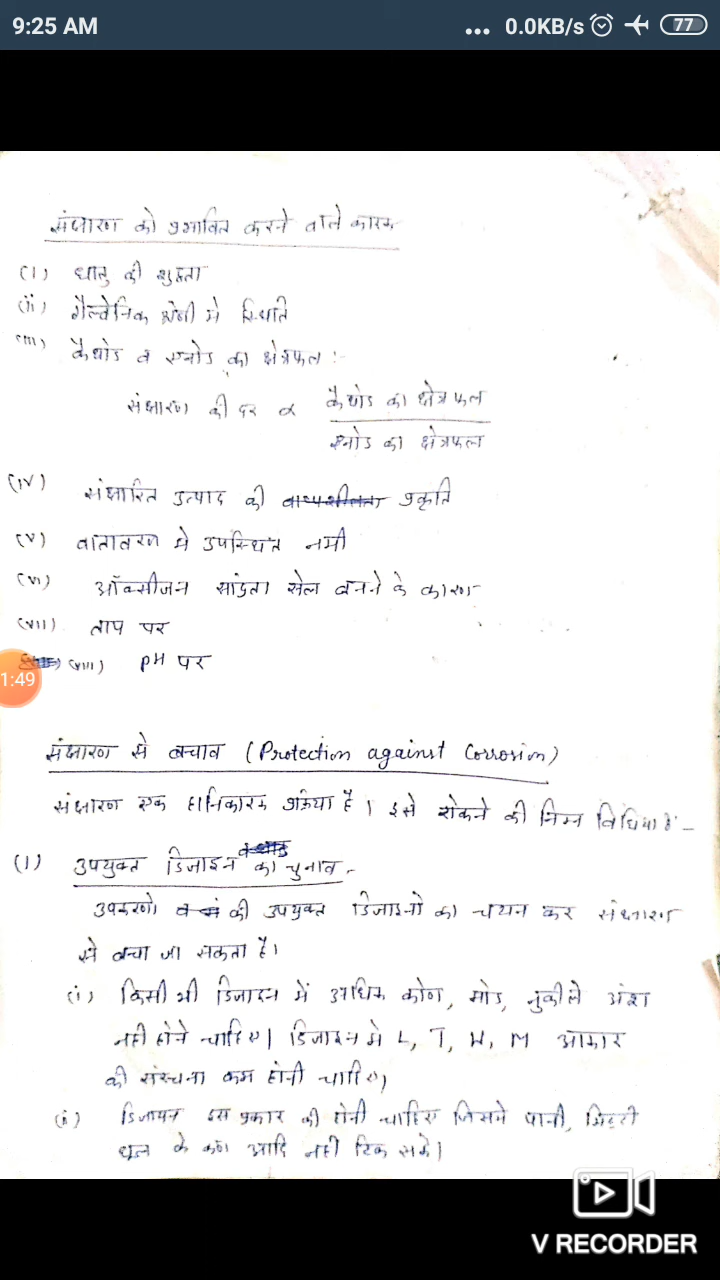 9:25 AM
... 0.0KB/s 77
संक्षारण को प्रभावित करने वाले कारक
(i) धातु की शुद्धता
(ii) गैल्वेनिक श्रेणी मे स्थिति
(iii) कैथोड व एनोड का क्षेत्रफल :-
संक्षारण की दर ∝ कैथोड का क्षेत्रफल
एनोड का क्षेत्रफल
(iv) संक्षारित उत्पाद की प्रकृति
(v) वातावरण मे उपस्थित नमी
(vi) ऑक्सीजन सांद्रता सेल बनने के कारण
(vii) ताप पर
(viii) pH पर
1:49
संक्षारण से बचाव (Protection against Corrosion)
संक्षारण एक हानिकारक प्रक्रिया है। इसे रोकने की निम्न विधिया है -
(1) उपयुक्त डिजाइन का चुनाव -
उपकरणो की उपयुक्त डिजाइनो का चयन कर संक्षारण
से बचा जा सकता है।
(i) किसी भी डिजाइन में अधिक कोण, मोड, नुकीले अंश
नही होने चाहिए। डिजाइन मे L, T, W, M आकार
की संरचना कम होनी चाहिए।
(ii) डिजायन इस प्रकार की होनी चाहिए जिसमे पानी, मिट्टी
धूल के कण आदि नही टिक सके।
V RECORDER